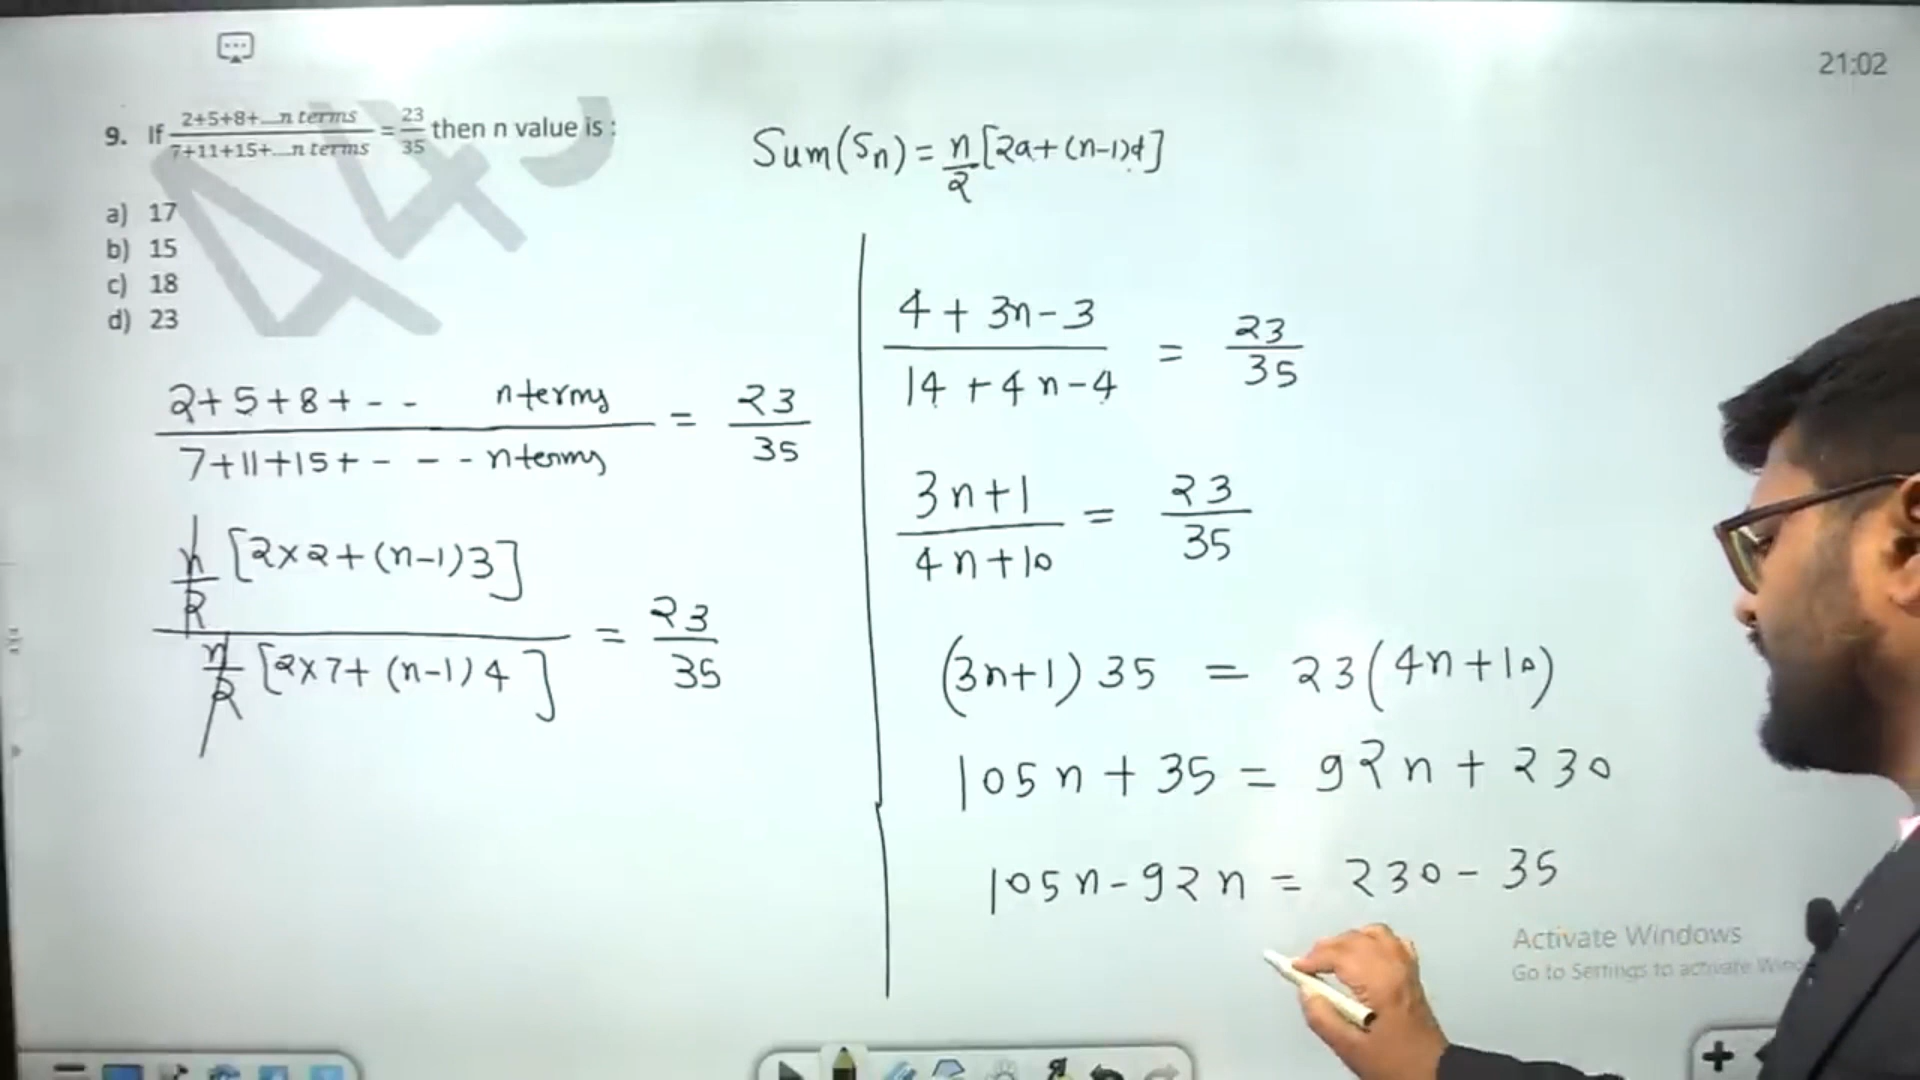 21:02
9. If 2+5+8+....n terms / 7+11+15+....n terms = 23/35 then n value is :
a) 17
b) 15
c) 18
d) 23
Sum(Sn) = n/2 [2a+(n-1)d]
2+5+8+- - n terms / 7+11+15+- - - n terms = 23/35
n/2 [2×2+(n-1)3] / n/2 [2×7+(n-1)4] = 23/35
4+3n-3 / 14+4n-4 = 23/35
3n+1 / 4n+10 = 23/35
(3n+1) 35 = 23(4n+10)
105n + 35 = 92n + 230
105n - 92n = 230 - 35
Activate Windows
Go to Settings to activate